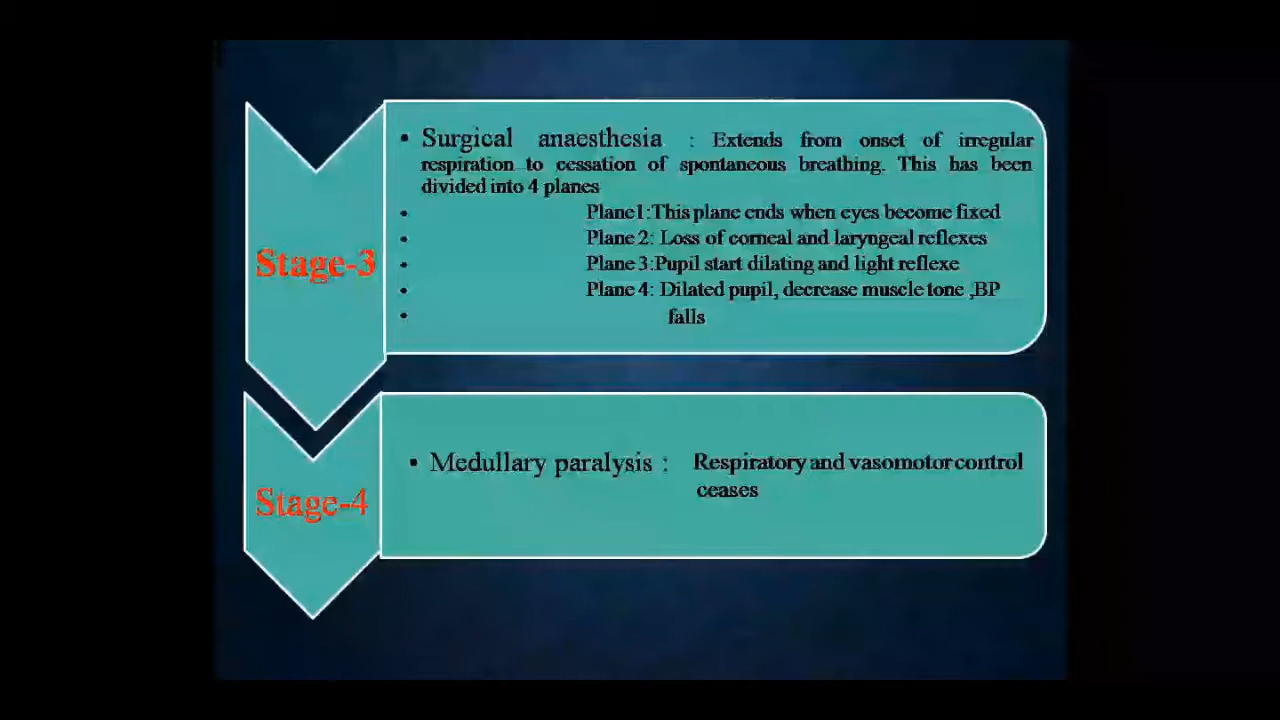 Stage-3
• Surgical anaesthesia : Extends from onset of irregular
respiration to cessation of spontaneous breathing. This has been
divided into 4 planes
• Plane1:This plane ends when eyes become fixed
• Plane 2: Loss of corneal and laryngeal reflexes
• Plane 3:Pupil start dilating and light reflexe
• Plane 4: Dilated pupil, decrease muscle tone ,BP
• falls
Stage-4
• Medullary paralysis : Respiratory and vasomotor control
ceases